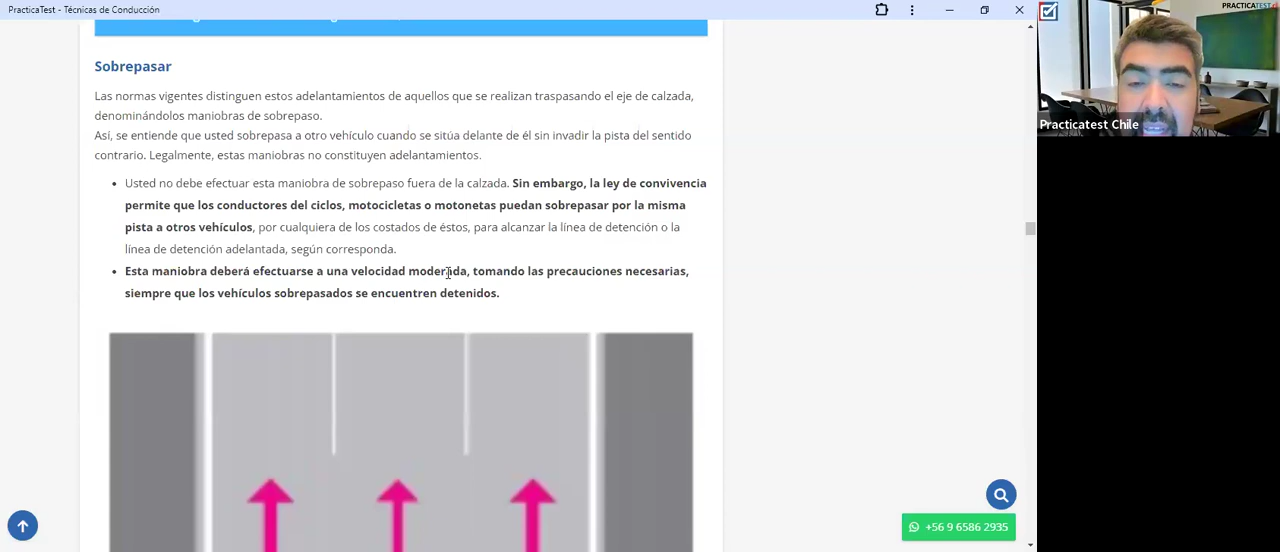 PracticaTest - Técnicas de Conducción
PRACTICATEST
Sobrepasar
Las normas vigentes distinguen estos adelantamientos de aquellos que se realizan traspasando el eje de calzada,
denominándolos maniobras de sobrepaso.
Así, se entiende que usted sobrepasa a otro vehículo cuando se sitúa delante de él sin invadir la pista del sentido
contrario. Legalmente, estas maniobras no constituyen adelantamientos.
• Usted no debe efectuar esta maniobra de sobrepaso fuera de la calzada. Sin embargo, la ley de convivencia
permite que los conductores del ciclos, motocicletas o motonetas puedan sobrepasar por la misma
pista a otros vehículos, por cualquiera de los costados de éstos, para alcanzar la línea de detención o la
línea de detención adelantada, según corresponda.
• Esta maniobra deberá efectuarse a una velocidad moderada, tomando las precauciones necesarias,
siempre que los vehículos sobrepasados se encuentren detenidos.
Practicatest Chile
+56 9 6586 2935